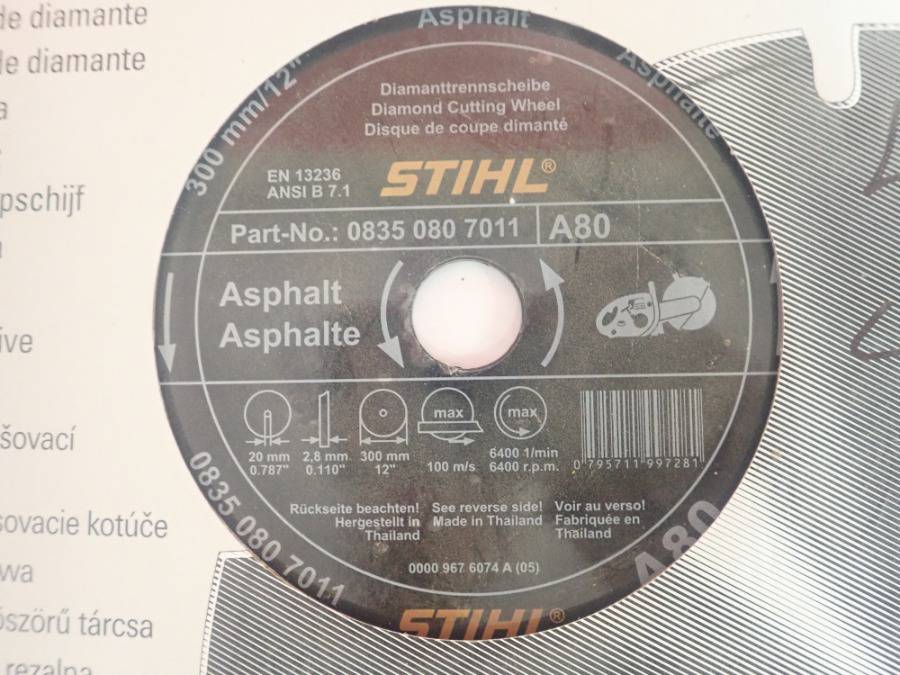 de diamante
de diamante
a
pschijf
ive
šovací
sovacie kotúče
wa
ószörű tárcsa
rezalna
Asphalt
Asphalte
300 mm/12"
Diamanttrennscheibe
Diamond Cutting Wheel
Disque de coupe dimanté
EN 13236
ANSI B 7.1
STIHL®
Part-No.: 0835 080 7011 A80
Asphalt
Asphalte
max
max
20 mm
0.787"
2,8 mm
0.110"
300 mm
12"
100 m/s
6400 1/min
6400 r.p.m.
0 795711 997281
Rückseite beachten!
Hergestellt in
Thailand
See reverse side!
Made in Thailand
Voir au verso!
Fabriquée en
Thailand
0000 967 6074 A (05)
0835 080 7011
STIHL®
A80